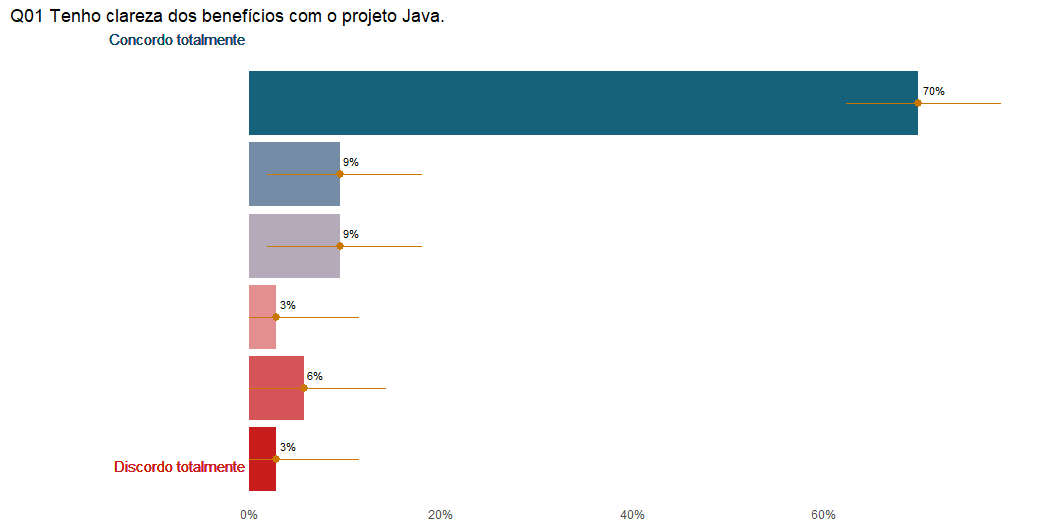 Q01 Tenho clareza dos benefícios com o projeto Java.
Concordo totalmente
70%
9%
9%
3%
6%
3%
Discordo totalmente
0% 20% 40% 60%